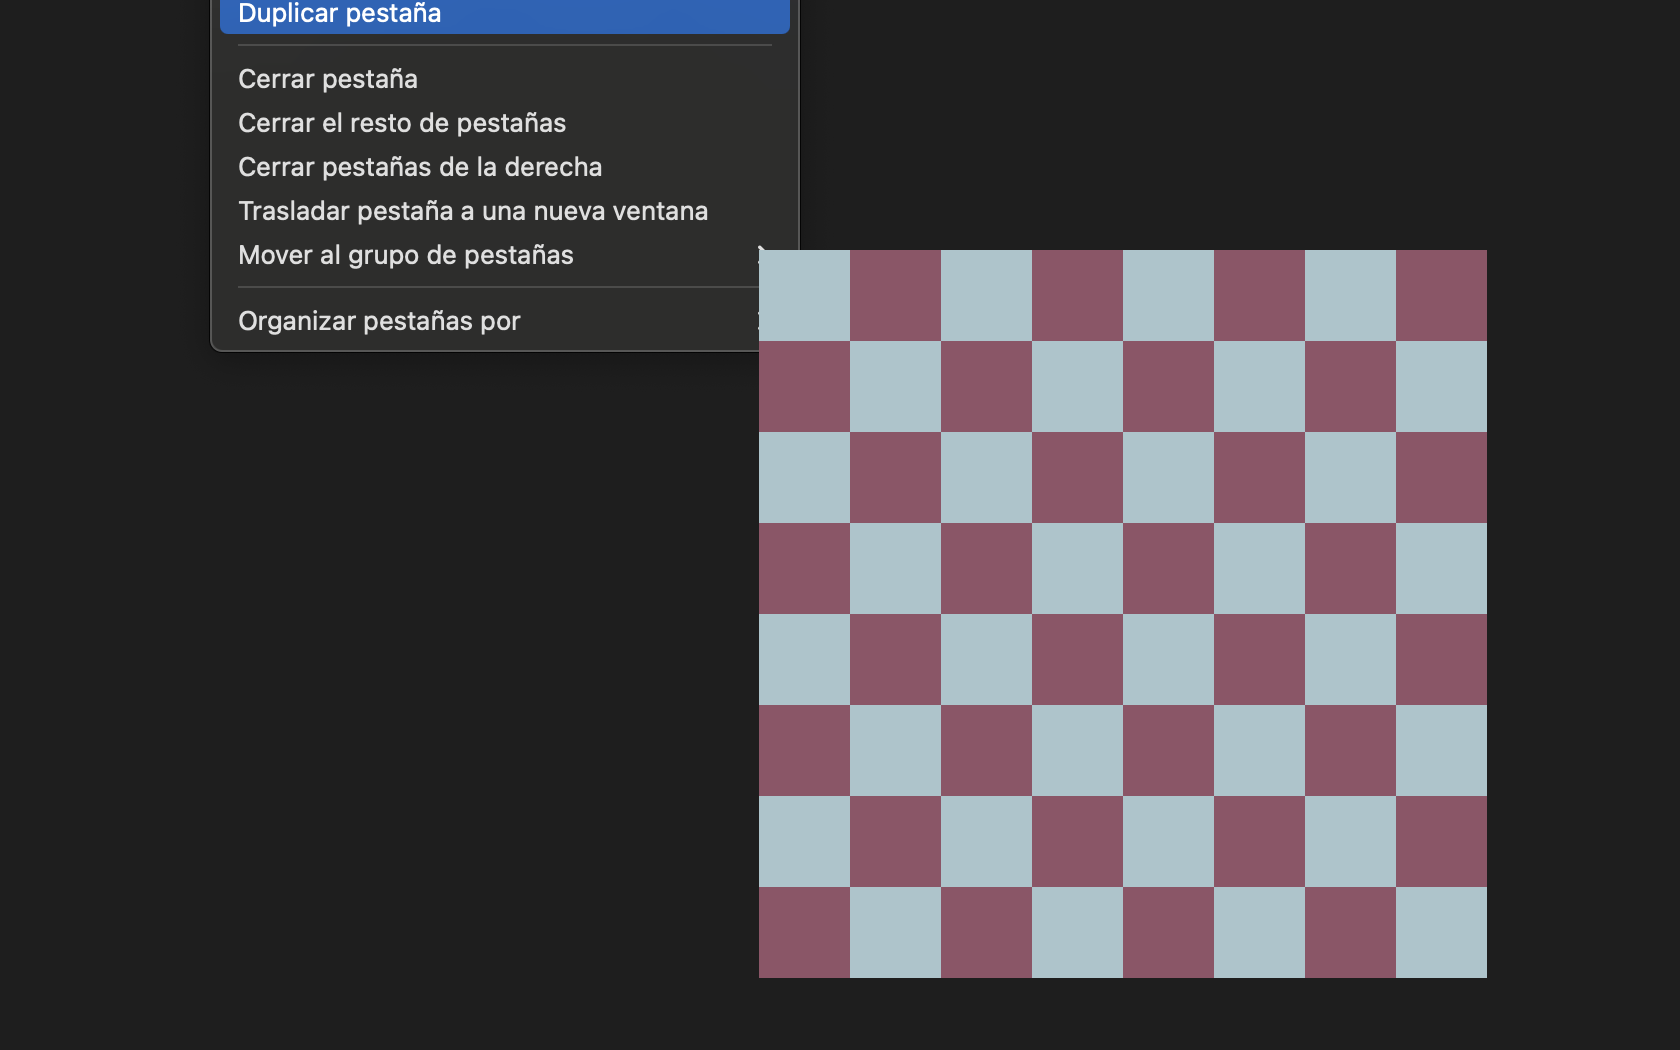 Duplicar pestaña
Cerrar pestaña
Cerrar el resto de pestañas
Cerrar pestañas de la derecha
Trasladar pestaña a una nueva ventana
Mover al grupo de pestañas
Organizar pestañas por